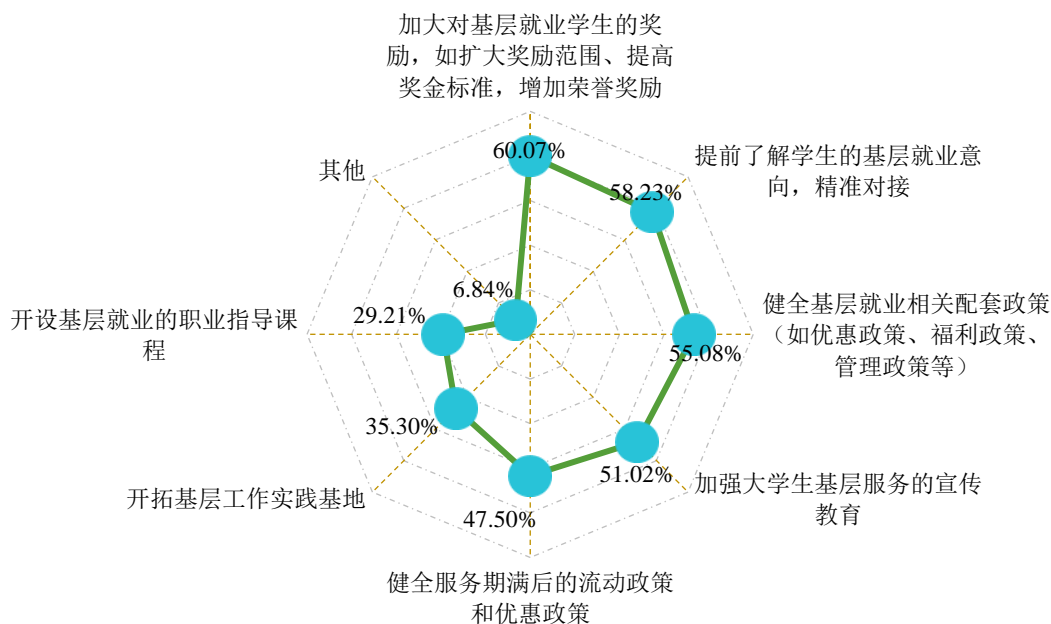 加大对基层就业学生的奖
励，如扩大奖励范围、提高
奖金标准，增加荣誉奖励
60.07%
提前了解学生的基层就业意
向，精准对接
58.23%
健全基层就业相关配套政策
（如优惠政策、福利政策、
管理政策等）
55.08%
加强大学生基层服务的宣传
教育
51.02%
健全服务期满后的流动政策
和优惠政策
47.50%
开拓基层工作实践基地
35.30%
开设基层就业的职业指导课
程
29.21%
其他
6.84%